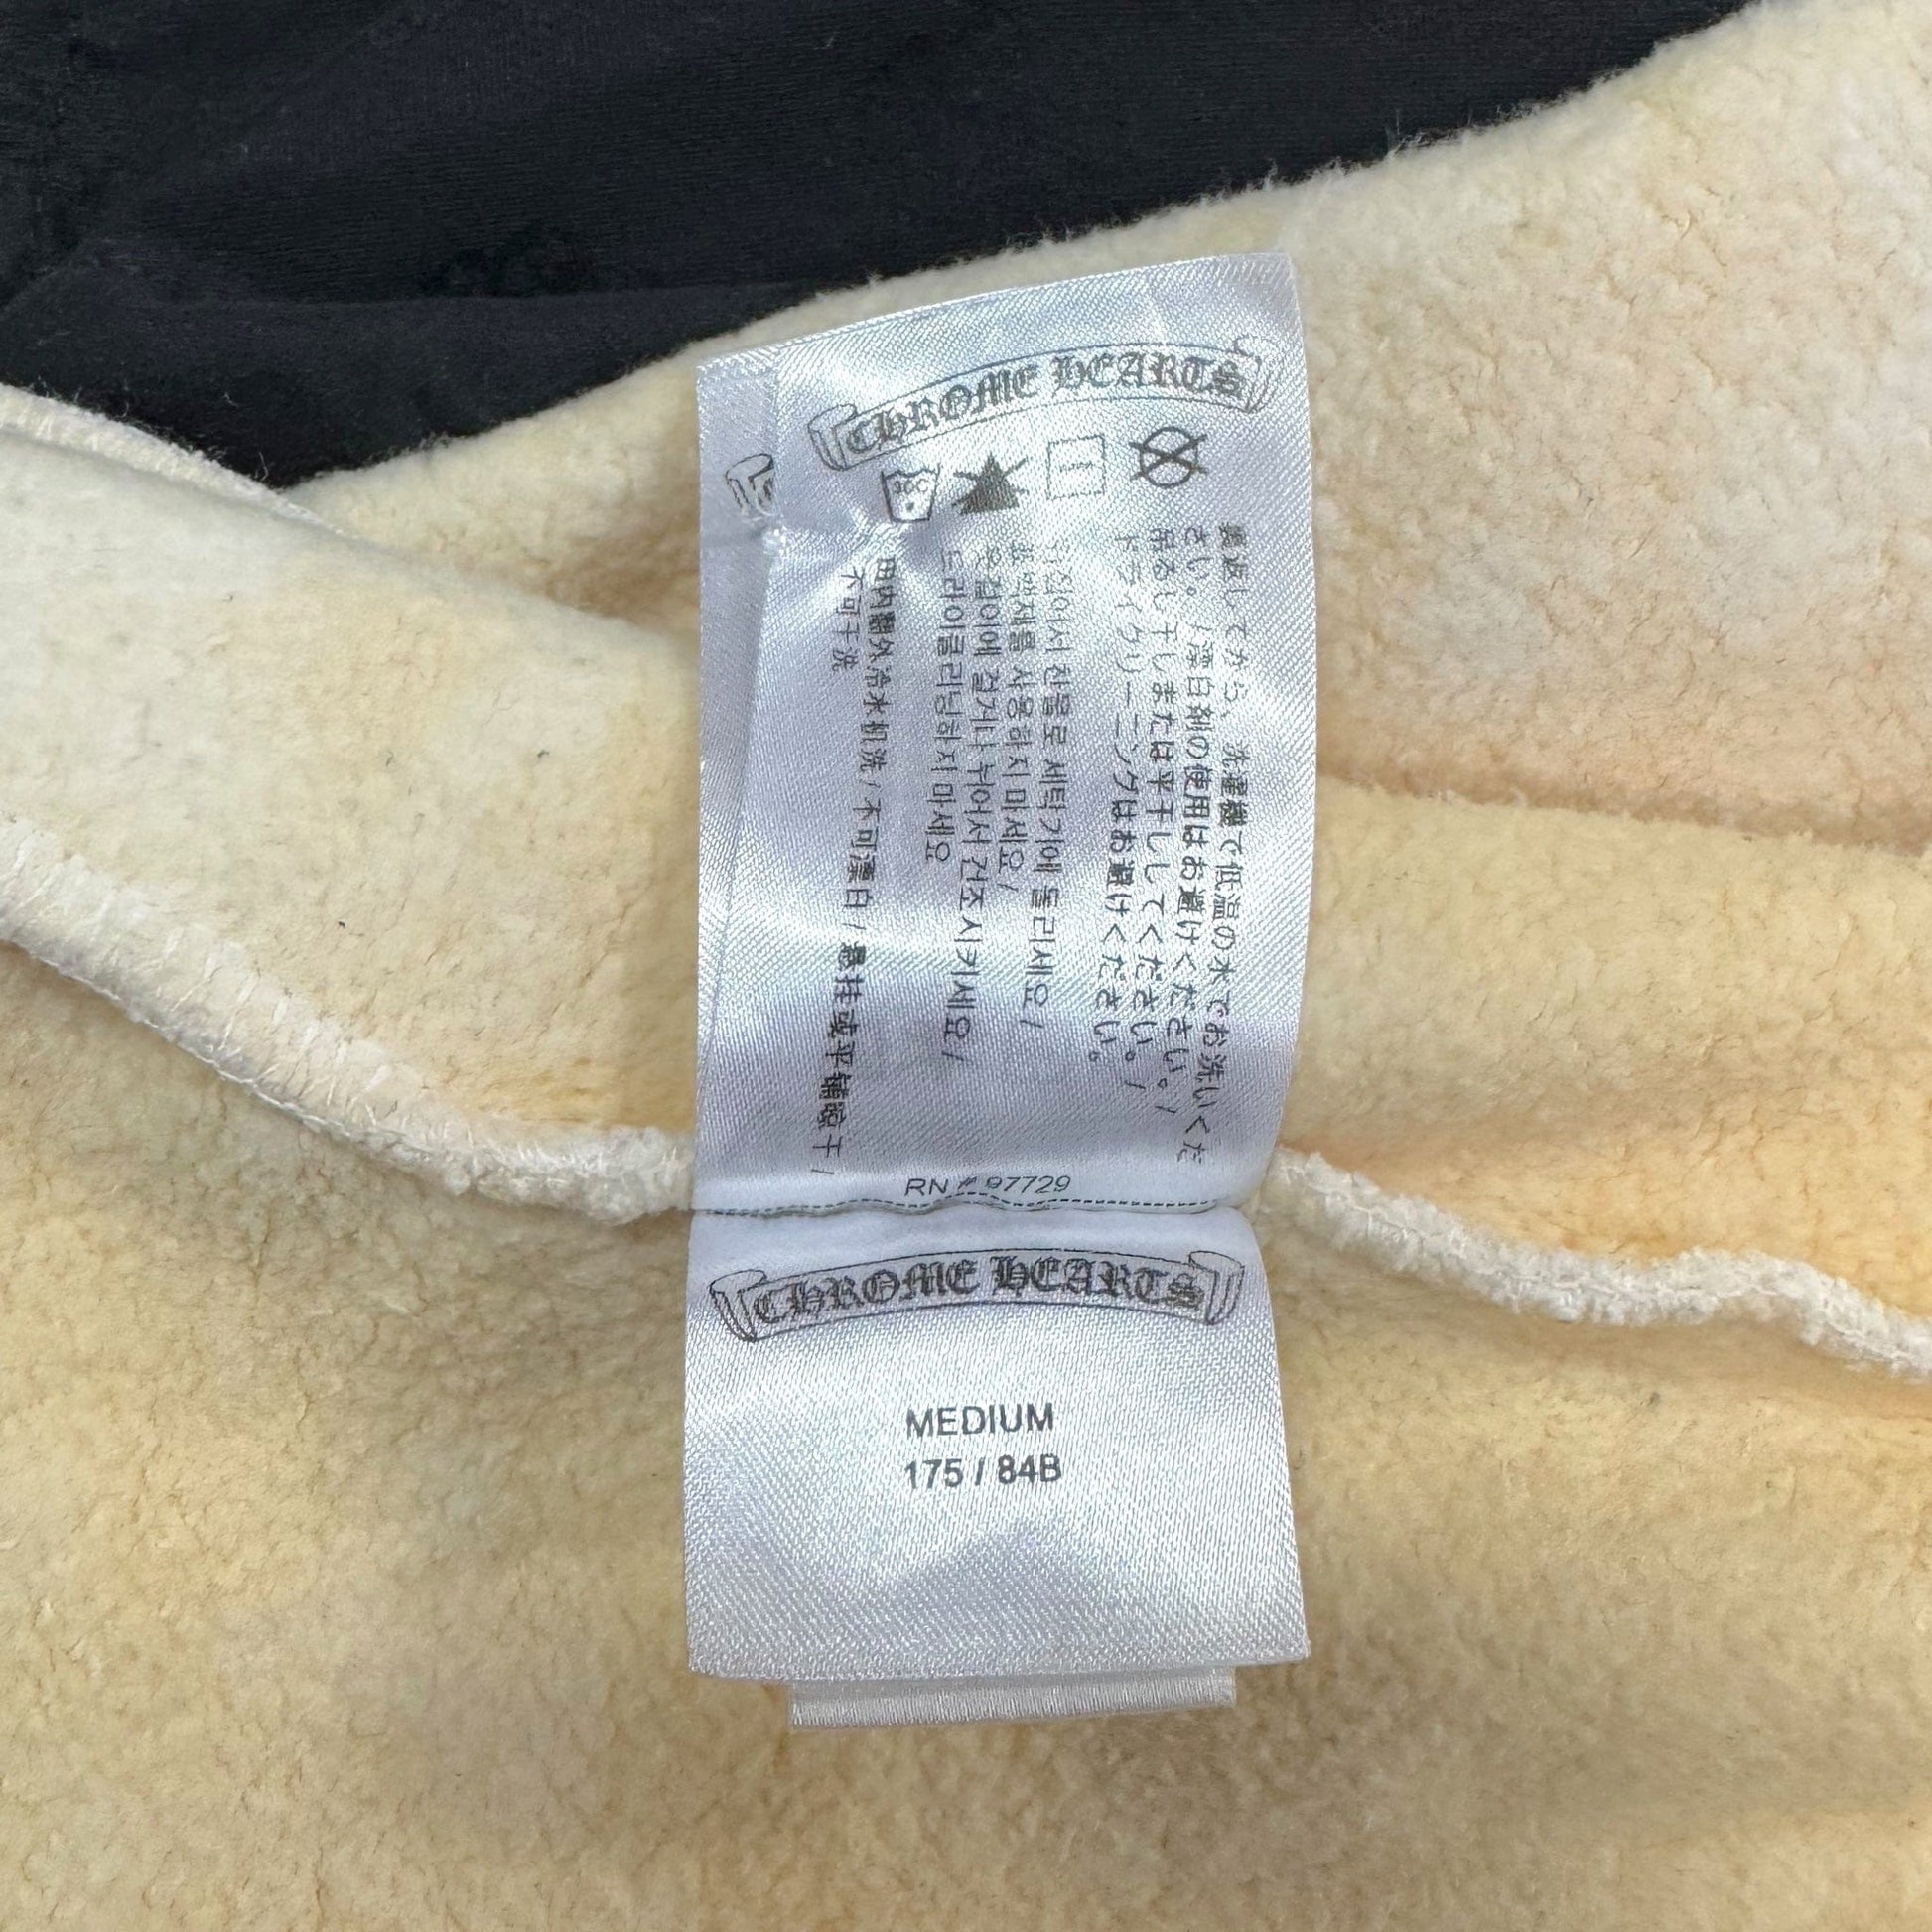 CHROME HEARTS
裏返してから、洗濯機で低温の水でお洗いくだ
さい。/漂白剤の使用はお避けください。/
吊るし干しまたは平干ししてください。/
ドライクリーニングはお避けください。
뒤집어서 찬물로 세탁기에 돌리세요 /
표백제를 사용하지 마세요 /
옷걸이에 걸거나 뉘어서 건조시키세요 /
드라이클리닝하지 마세요
由内翻外冷水机洗 / 不可漂白 / 悬挂或平铺晾干 /
不可干洗
RN # 97729
CHROME HEARTS
MEDIUM
175 / 84B